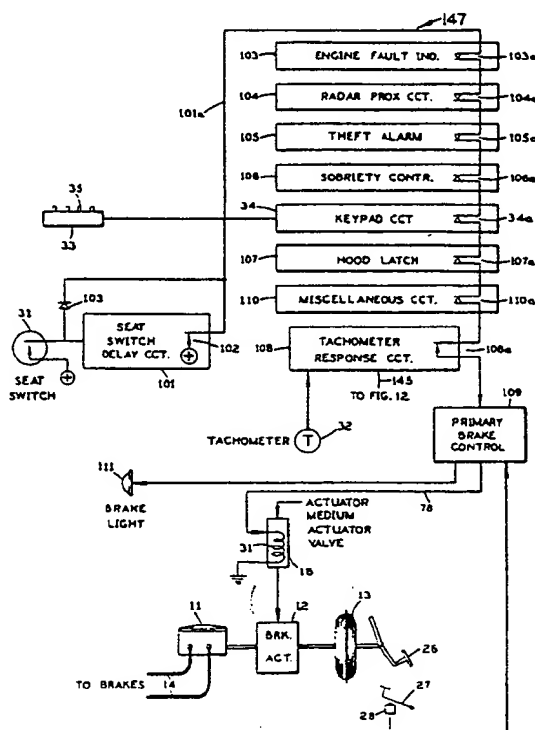 147
103 ENGINE FAULT IND. 103a
104 RADAR PROX CCT. 104a
101a
105 THEFT ALARM 105a
106 SOBRIETY CONTR. 106a
35
34 KEYPAD CCT 34a
33
107 HOOD LATCH 107a
103
110 MISCELLANEOUS CCT. 110a
31
SEAT SWITCH DELAY CCT.
102
108 TACHOMETER RESPONSE CCT. 108a
SEAT SWITCH
101
145
TO FIG. 12
109
TACHOMETER T 32
PRIMARY BRAKE CONTROL
111
BRAKE LIGHT
78
ACTUATOR MEDIUM
ACTUATOR VALVE
31
18
11
12
13
BRK. ACT.
26
TO BRAKES 14
27
28